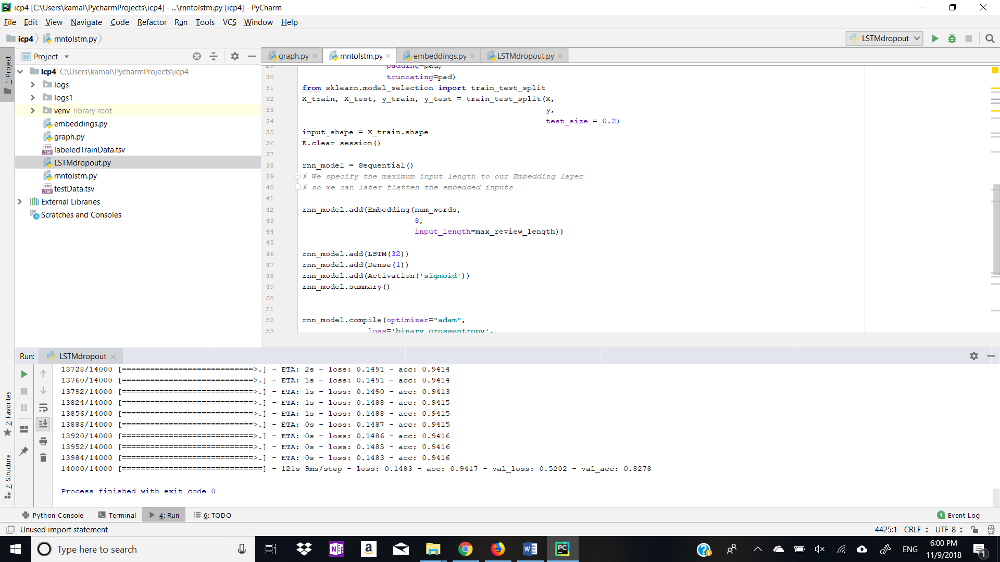 icp4 [C:\Users\kamal\PycharmProjects\icp4] - ...\rnntolstm.py [icp4] - PyCharm
File Edit View Navigate Code Refactor Run Tools VCS Window Help
icp4 rnntolstm.py LSTMdropout
Project graph.py rnntolstm.py embeddings.py LSTMdropout.py
1: Project
icp4 C:\Users\kamal\PycharmProjects\icp4
logs
logs1
venv library root
embeddings.py
graph.py
labeledTrainData.tsv
LSTMdropout.py
rnntolstm.py
testData.tsv
External Libraries
Scratches and Consoles
29 padding=pad,
30 truncating=pad)
31 from sklearn.model_selection import train_test_split
32 X_train, X_test, y_train, y_test = train_test_split(X,
33 y,
34 test_size = 0.2)
35 input_shape = X_train.shape
36 K.clear_session()
37
38 rnn_model = Sequential()
39 # We specify the maximum input length to our Embedding layer
40 # so we can later flatten the embedded inputs
41
42 rnn_model.add(Embedding(num_words,
43 8,
44 input_length=max_review_length))
45
46 rnn_model.add(LSTM(32))
47 rnn_model.add(Dense(1))
48 rnn_model.add(Activation('sigmoid'))
49 rnn_model.summary()
50
51
52 rnn_model.compile(optimizer="adam",
53 loss='binary_crossentropy',
Run: LSTMdropout
13728/14000 [============================>.] - ETA: 2s - loss: 0.1491 - acc: 0.9414
13760/14000 [============================>.] - ETA: 1s - loss: 0.1491 - acc: 0.9414
13792/14000 [============================>.] - ETA: 1s - loss: 0.1490 - acc: 0.9413
13824/14000 [============================>.] - ETA: 1s - loss: 0.1488 - acc: 0.9415
13856/14000 [============================>.] - ETA: 1s - loss: 0.1488 - acc: 0.9415
13888/14000 [============================>.] - ETA: 0s - loss: 0.1487 - acc: 0.9415
13920/14000 [============================>.] - ETA: 0s - loss: 0.1486 - acc: 0.9416
13952/14000 [============================>.] - ETA: 0s - loss: 0.1485 - acc: 0.9416
13984/14000 [============================>.] - ETA: 0s - loss: 0.1483 - acc: 0.9416
14000/14000 [==============================] - 121s 9ms/step - loss: 0.1483 - acc: 0.9417 - val_loss: 0.5202 - val_acc: 0.8278
Process finished with exit code 0
2: Favorites
7: Structure
Python Console Terminal 4: Run 6: TODO 1 Event Log
Unused import statement 4425:1 CRLF UTF-8
Type here to search ENG 6:00 PM
11/9/2018 1